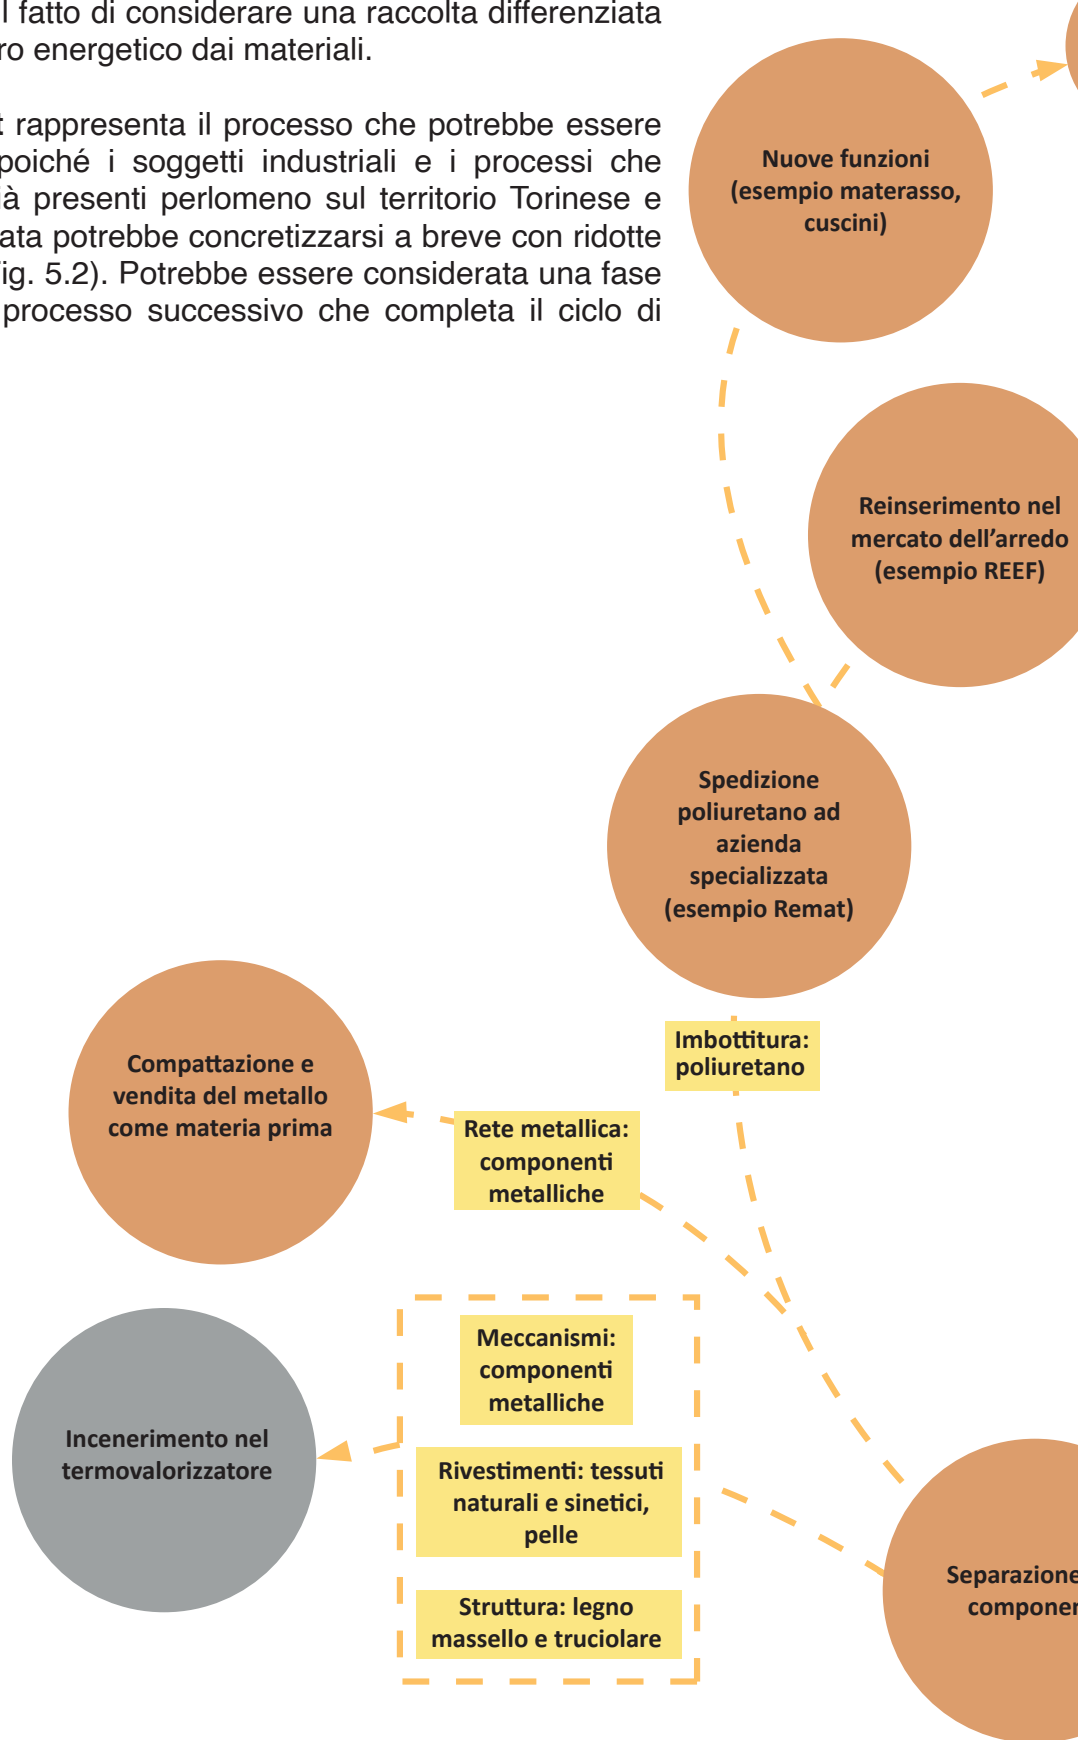 l fatto di considerare una raccolta differenziata
ro energetico dai materiali.
t rappresenta il processo che potrebbe essere
poiché i soggetti industriali e i processi che
ià presenti perlomeno sul territorio Torinese e
ata potrebbe concretizzarsi a breve con ridotte
ig. 5.2). Potrebbe essere considerata una fase
processo successivo che completa il ciclo di
Nuove funzioni
(esempio materasso,
cuscini)
Reinserimento nel
mercato dell'arredo
(esempio REEF)
Spedizione
poliuretano ad
azienda
specializzata
(esempio Remat)
Imbottitura:
poliuretano
Compattazione e
vendita del metallo
come materia prima
Rete metallica:
componenti
metalliche
Meccanismi:
componenti
metalliche
Incenerimento nel
termovalorizzatore
Rivestimenti: tessuti
naturali e sinetici,
pelle
Struttura: legno
massello e truciolare
Separazione
componen